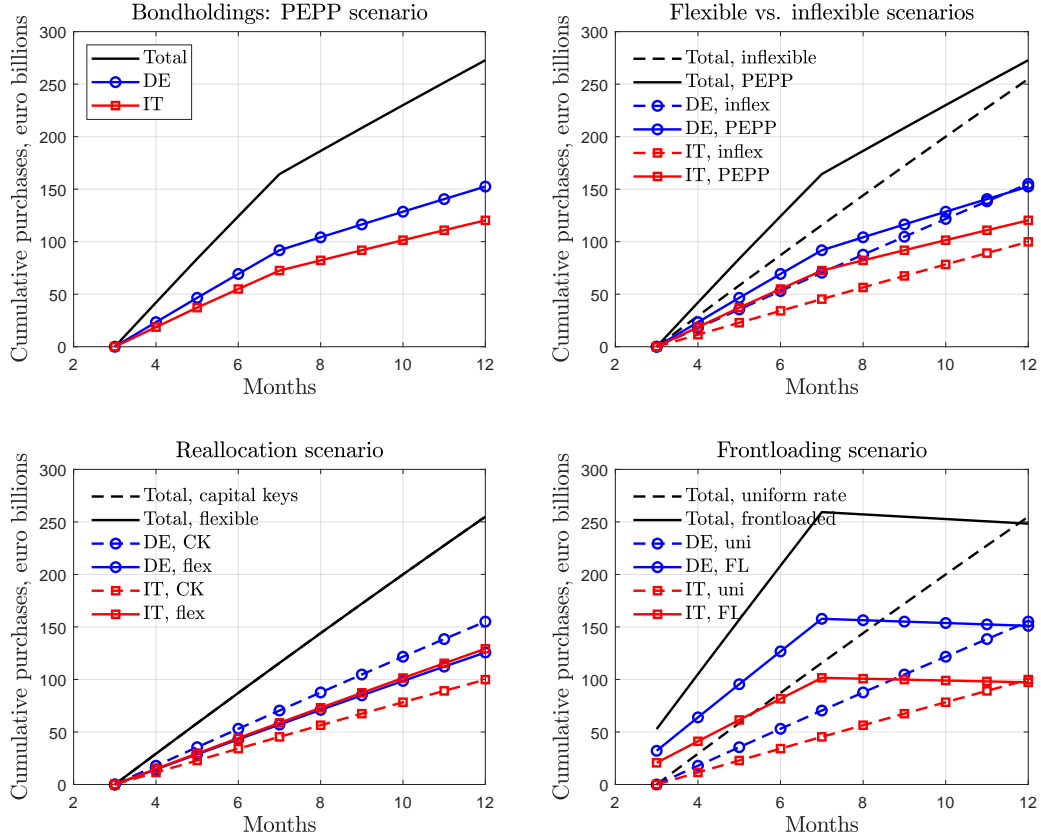 Bondholdings: PEPP scenario
Cumulative purchases, euro billions
300
250
200
150
100
50
0
Total
DE
IT
2 4 6 8 10 12
Months
Flexible vs. inflexible scenarios
Cumulative purchases, euro billions
300
250
200
150
100
50
0
Total, inflexible
Total, PEPP
DE, inflex
DE, PEPP
IT, inflex
IT, PEPP
2 4 6 8 10 12
Months
Reallocation scenario
Cumulative purchases, euro billions
300
250
200
150
100
50
0
Total, capital keys
Total, flexible
DE, CK
DE, flex
IT, CK
IT, flex
2 4 6 8 10 12
Months
Frontloading scenario
Cumulative purchases, euro billions
300
250
200
150
100
50
0
Total, uniform rate
Total, frontloaded
DE, uni
DE, FL
IT, uni
IT, FL
2 4 6 8 10 12
Months